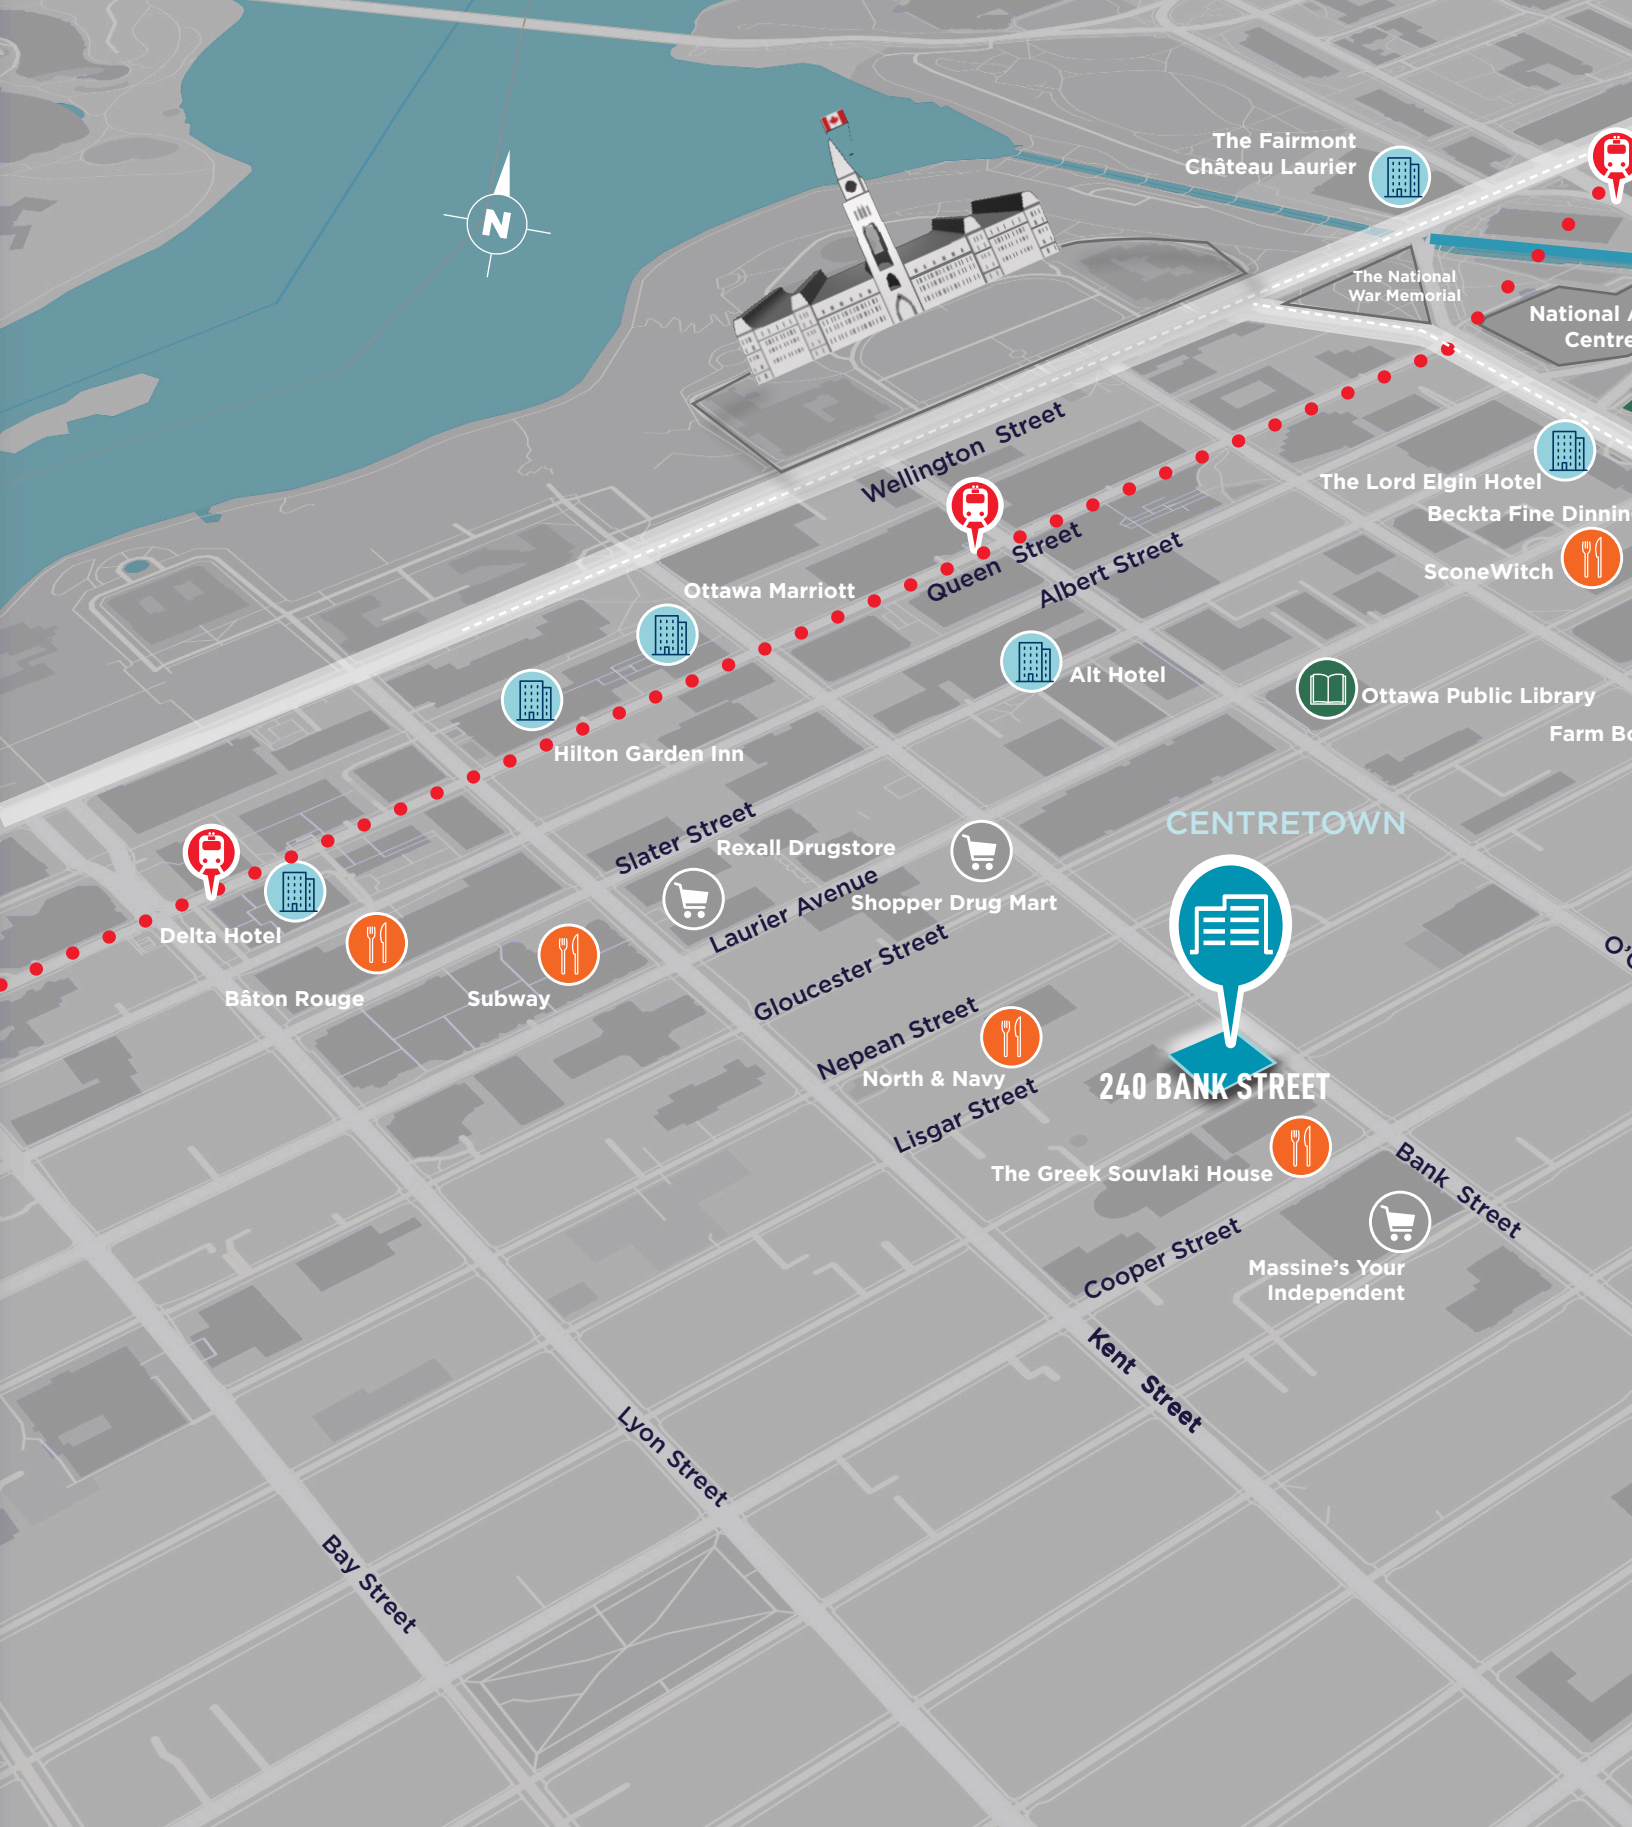 The Fairmont
Château Laurier
N
The National
War Memorial
National A
Centre
Wellington Street
The Lord Elgin Hotel
Beckta Fine Dinnin
SconeWitch
Queen Street
Albert Street
Ottawa Marriott
Alt Hotel
Ottawa Public Library
Farm Bo
Hilton Garden Inn
CENTRETOWN
Slater Street
Rexall Drugstore
Laurier Avenue
Shopper Drug Mart
Delta Hotel
Gloucester Street
O'C
Bâton Rouge
Subway
Nepean Street
North & Navy
240 BANK STREET
Lisgar Street
The Greek Souvlaki House
Bank Street
Cooper Street
Massine's Your
Independent
Kent Street
Lyon Street
Bay Street